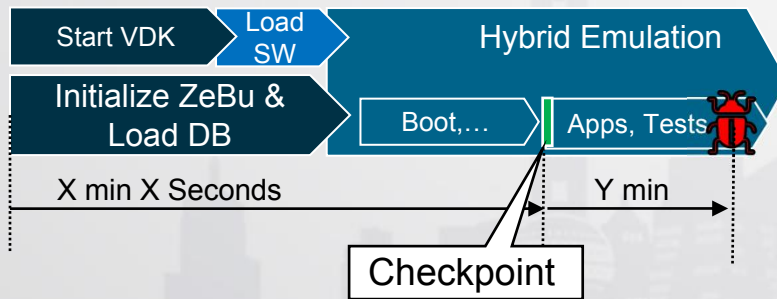 Start VDK
Load
SW
Hybrid Emulation
Initialize ZeBu &
Load DB
Boot,...
Apps, Tests
X min X Seconds
Y min
Checkpoint